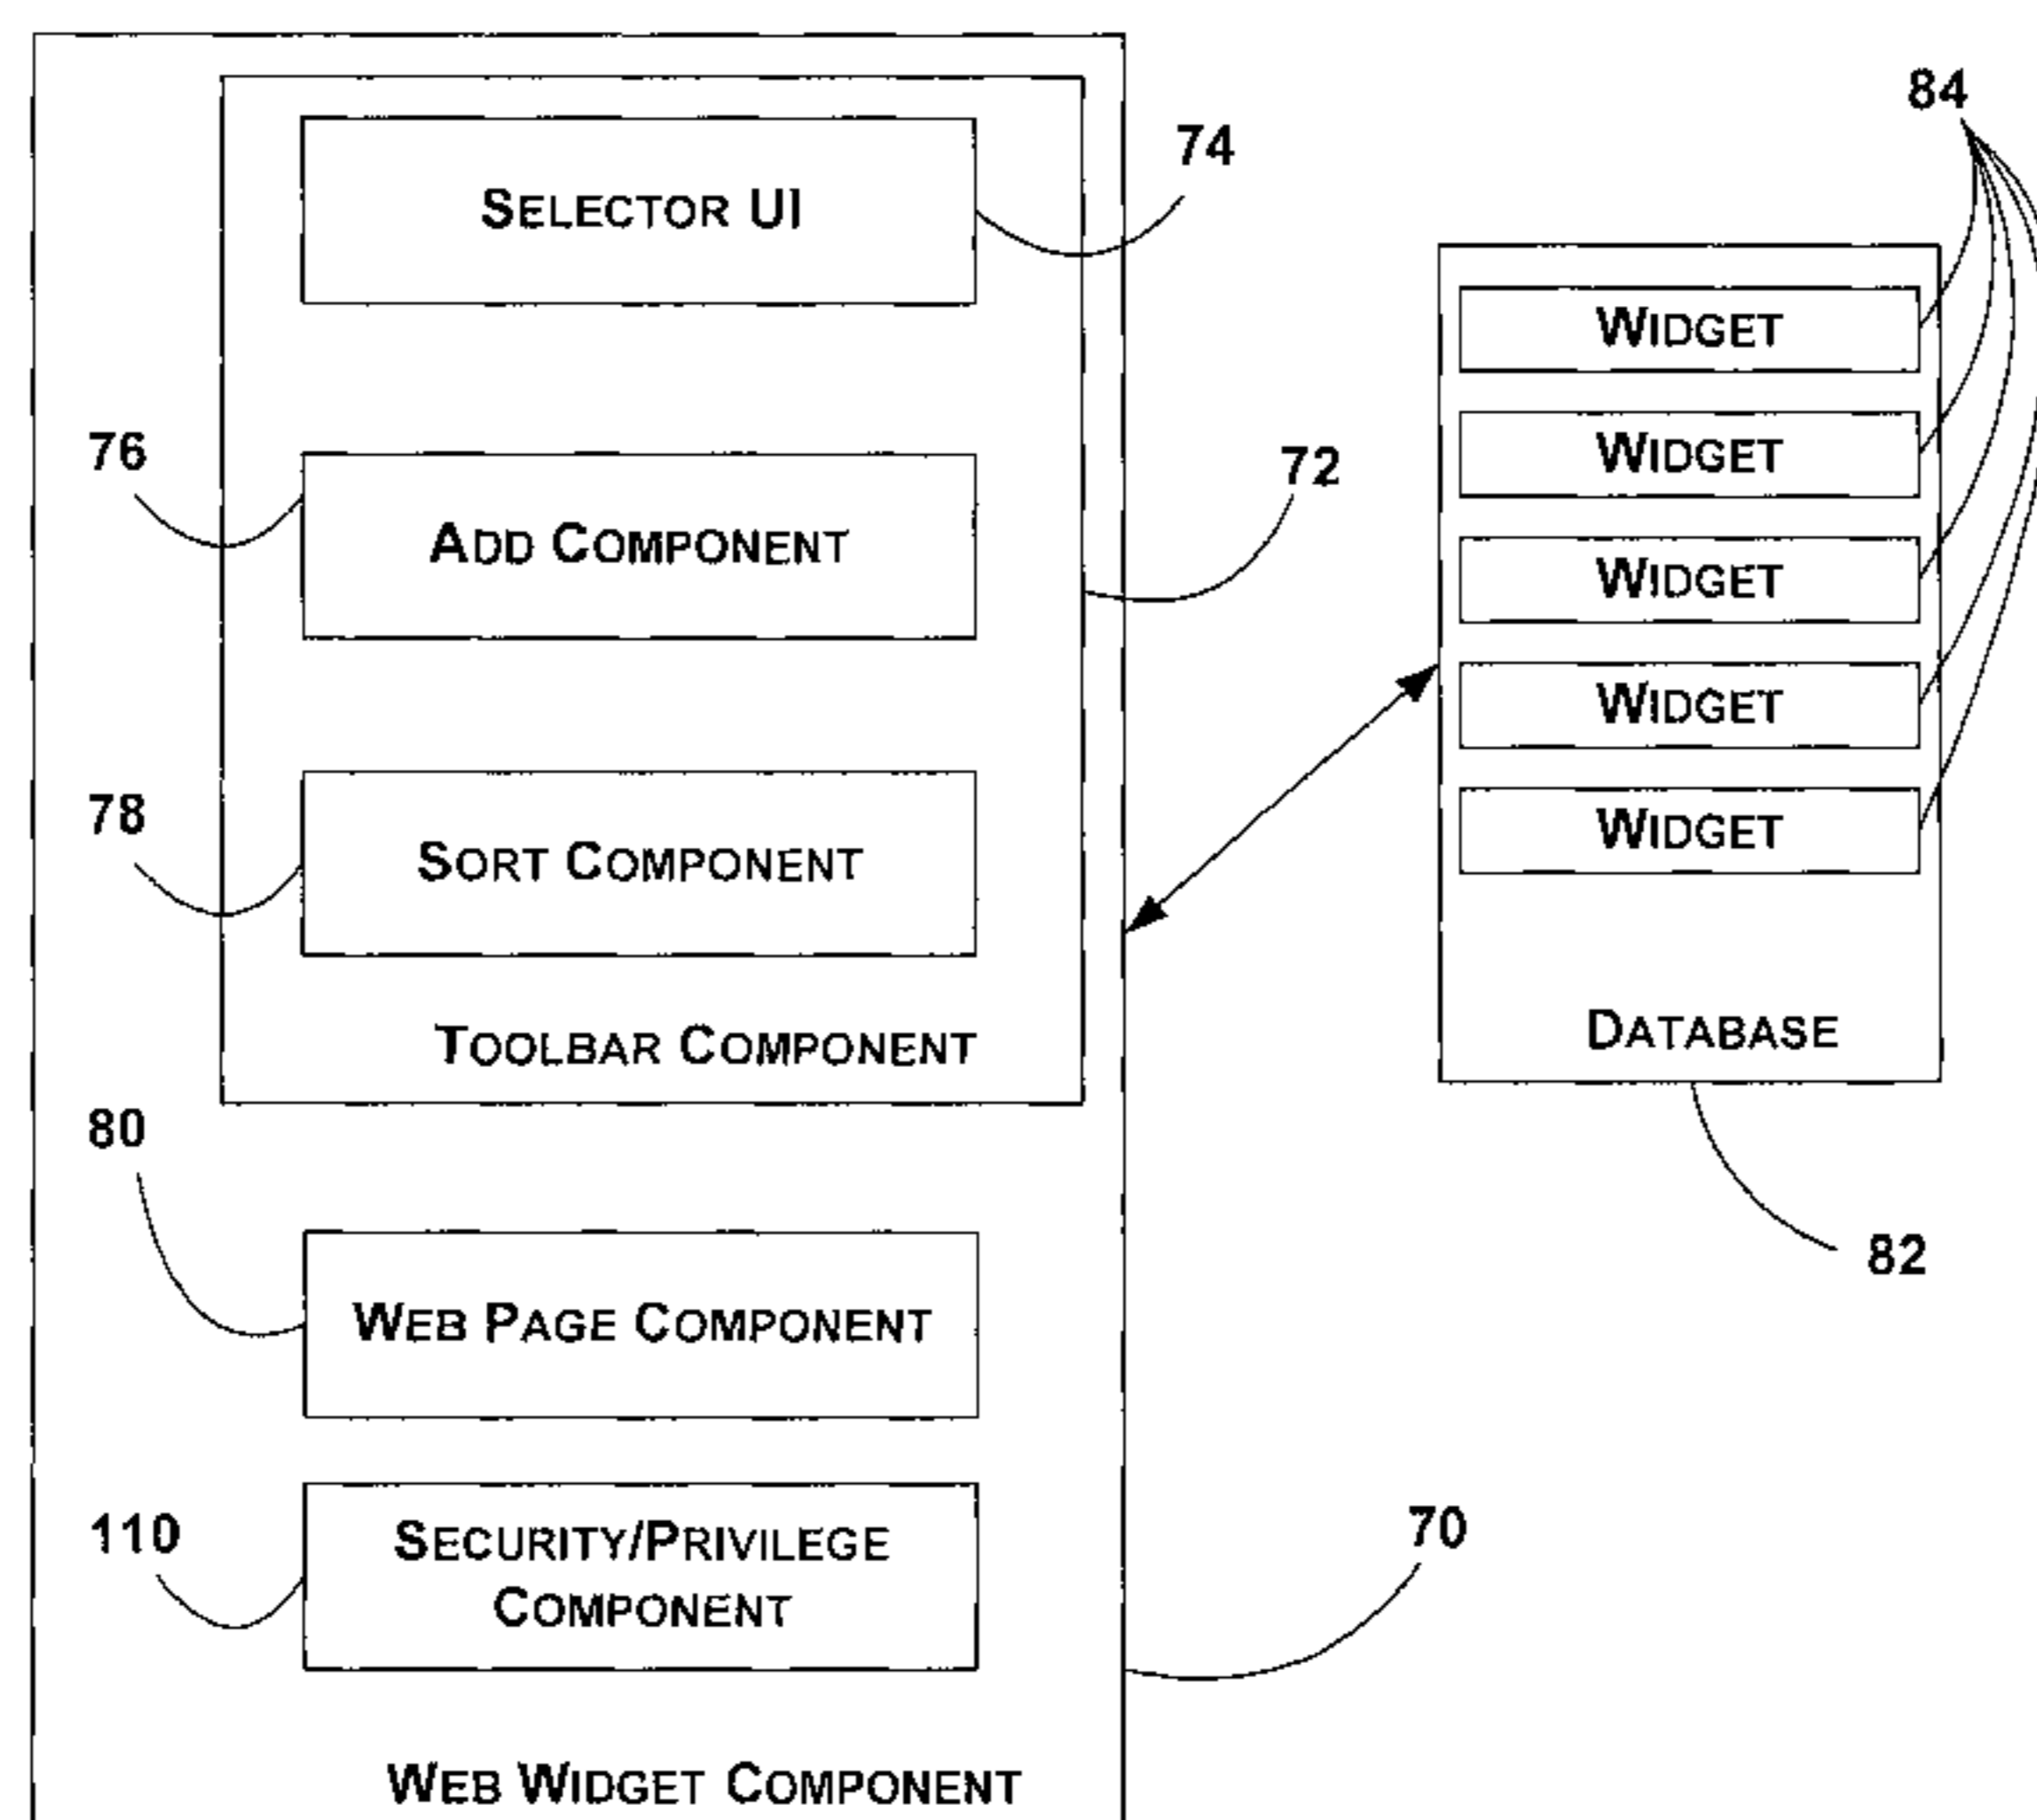 84
74
SELECTOR UI
WIDGET
76
WIDGET
72
ADD COMPONENT
WIDGET
WIDGET
78
WIDGET
SORT COMPONENT
DATABASE
TOOLBAR COMPONENT
80
82
WEB PAGE COMPONENT
110
70
SECURITY/PRIVILEGE
COMPONENT
WEB WIDGET COMPONENT